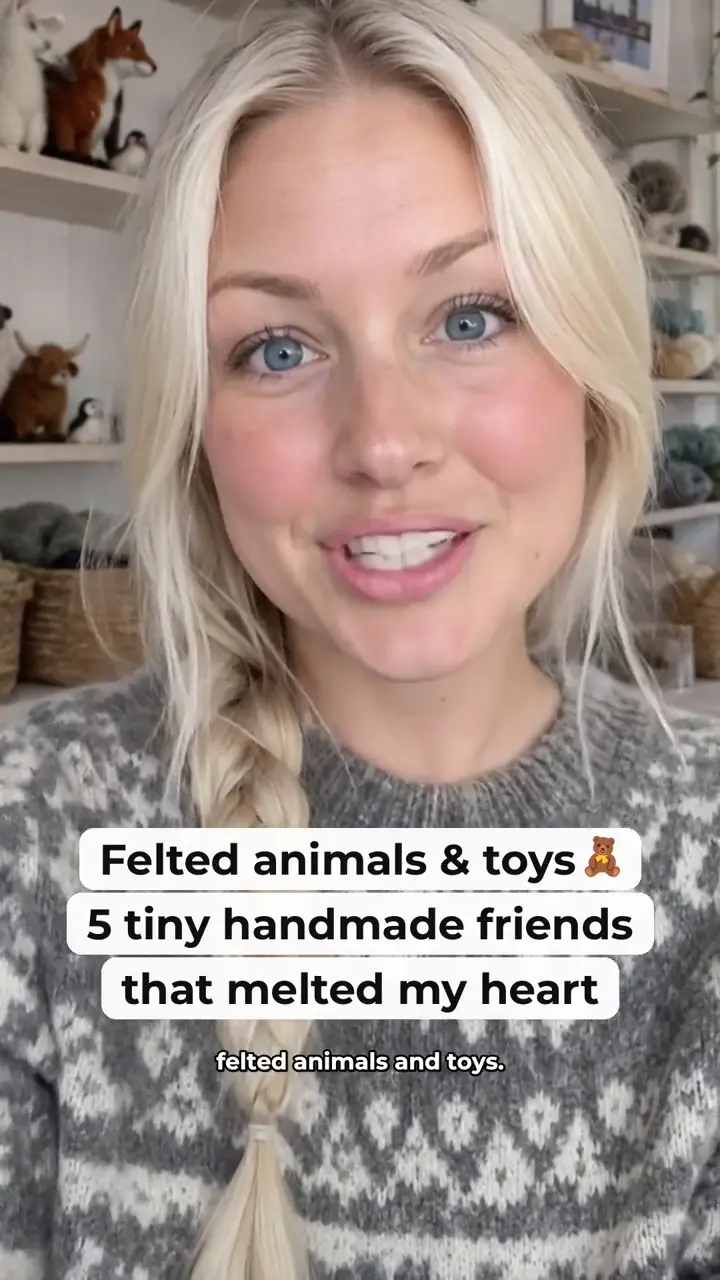 Felted animals & toys🧸
5 tiny handmade friends
that melted my heart
felted animals and toys.